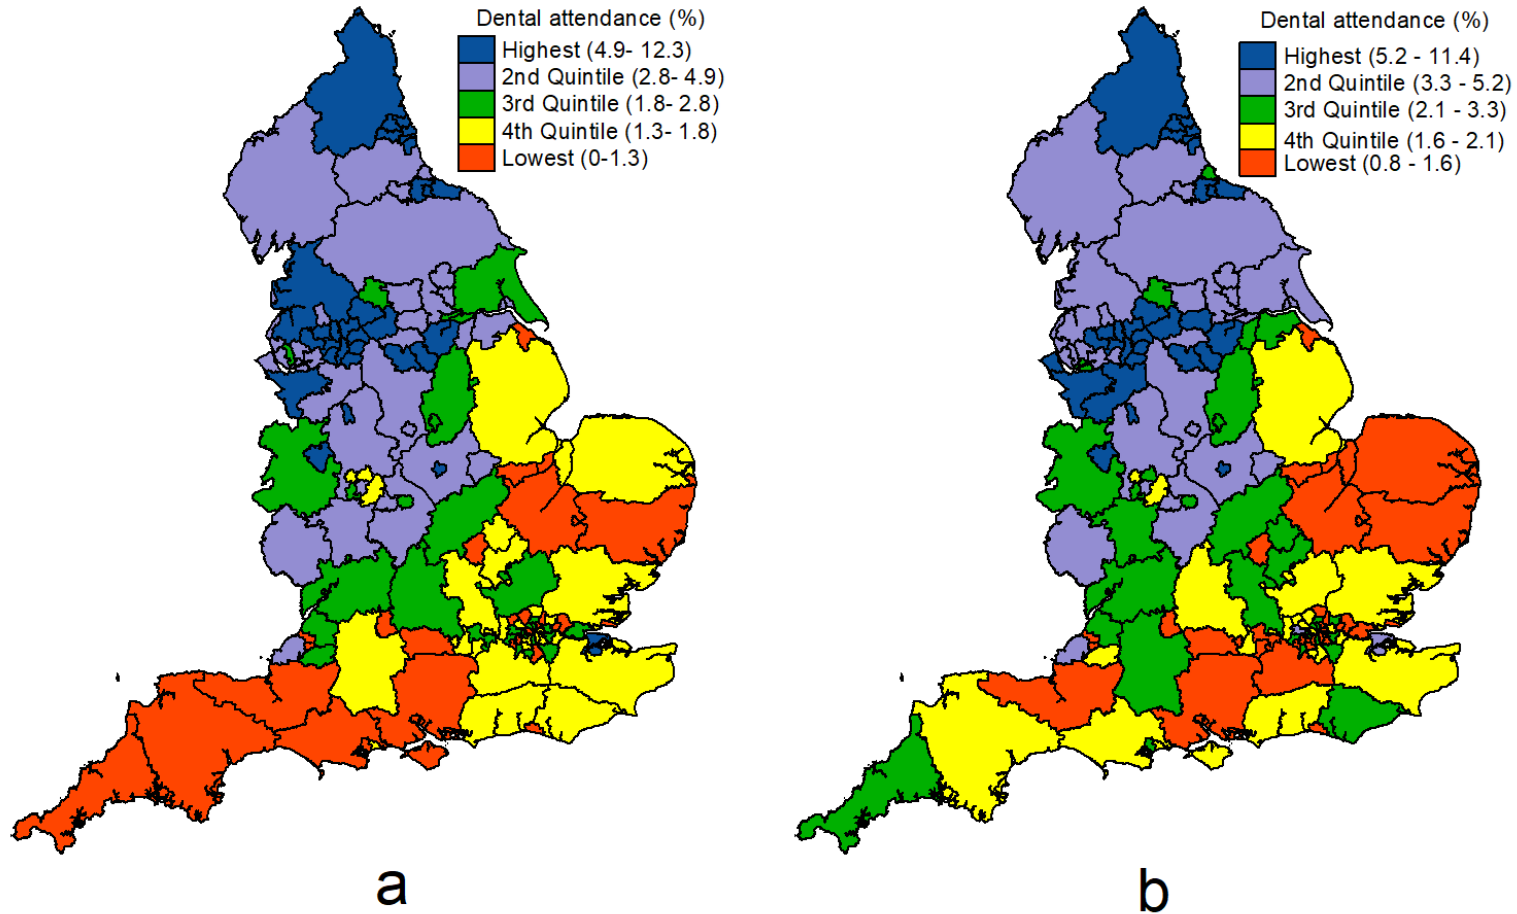 Dental attendance (%)
Highest (4.9- 12.3)
2nd Quintile (2.8- 4.9)
3rd Quintile (1.8- 2.8)
4th Quintile (1.3- 1.8)
Lowest (0-1.3)
Dental attendance (%)
Highest (5.2 - 11.4)
2nd Quintile (3.3 - 5.2)
3rd Quintile (2.1 - 3.3)
4th Quintile (1.6 - 2.1)
Lowest (0.8 - 1.6)
a
b